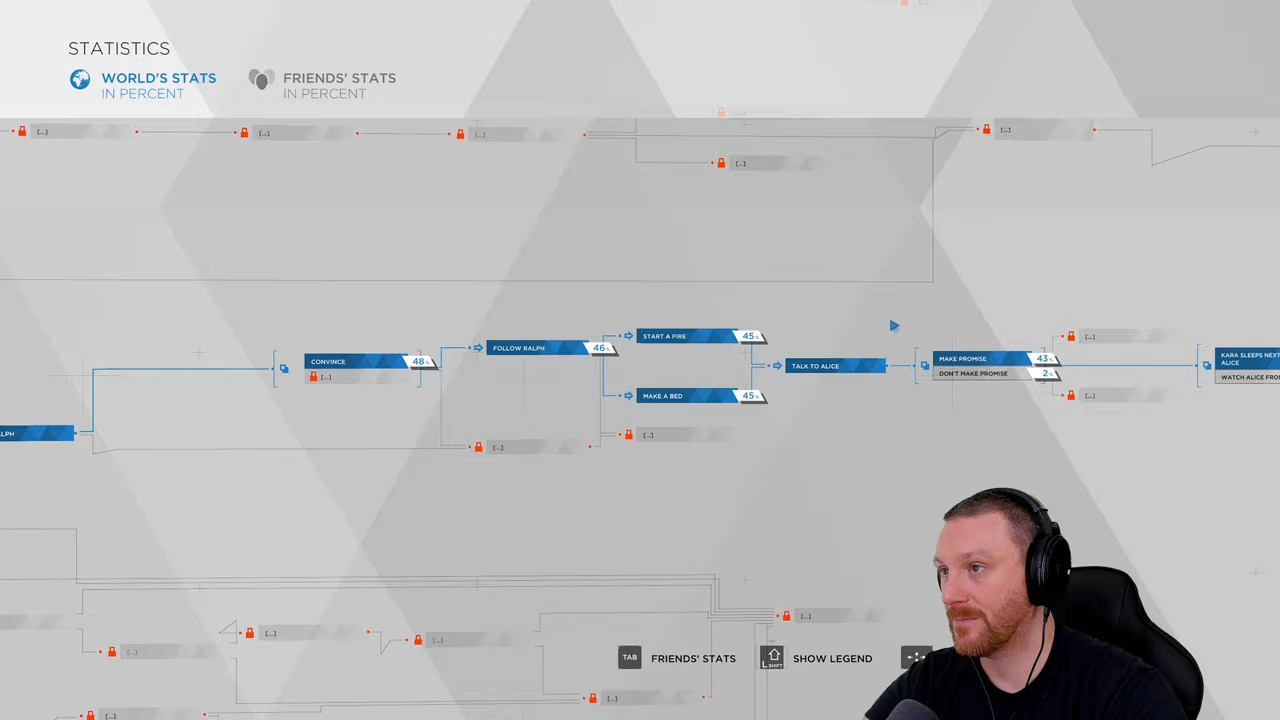 STATISTICS
WORLD'S STATS
IN PERCENT
FRIENDS' STATS
IN PERCENT
[...]
[...]
[...]
[...]
[...]
START A FIRE
45%
[...]
FOLLOW RALPH
46%
CONVINCE
48%
[...]
TALK TO ALICE
MAKE PROMISE
43%
DON'T MAKE PROMISE
2%
KARA SLEEPS NEXT
ALICE
WATCH ALICE FROM
MAKE A BED
45%
[...]
ALPH
[...]
[...]
[...]
[...]
[...]
[...]
TAB
FRIENDS' STATS
L SHIFT
SHOW LEGEND
[...]
[...]